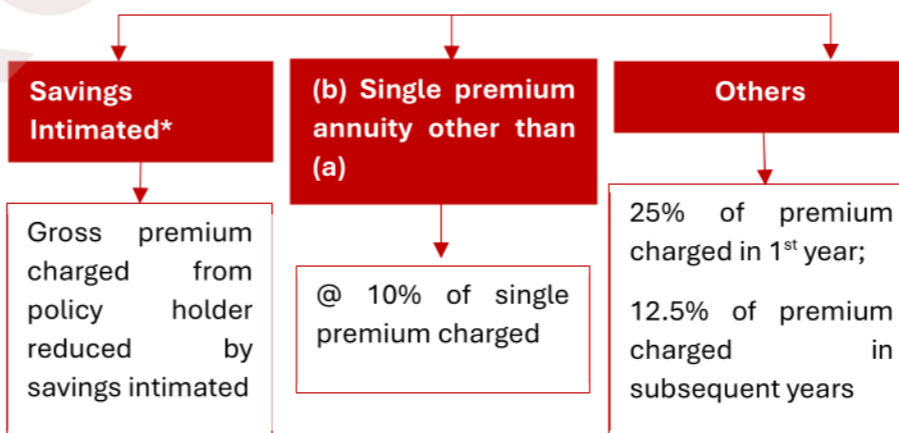 Savings
Intimated*
Gross premium
charged from
policy holder
reduced by
savings intimated
(b) Single premium
annuity other than
(a)
@ 10% of single
premium charged
Others
25% of premium
charged in 1st year;
12.5% of premium
charged in
subsequent years